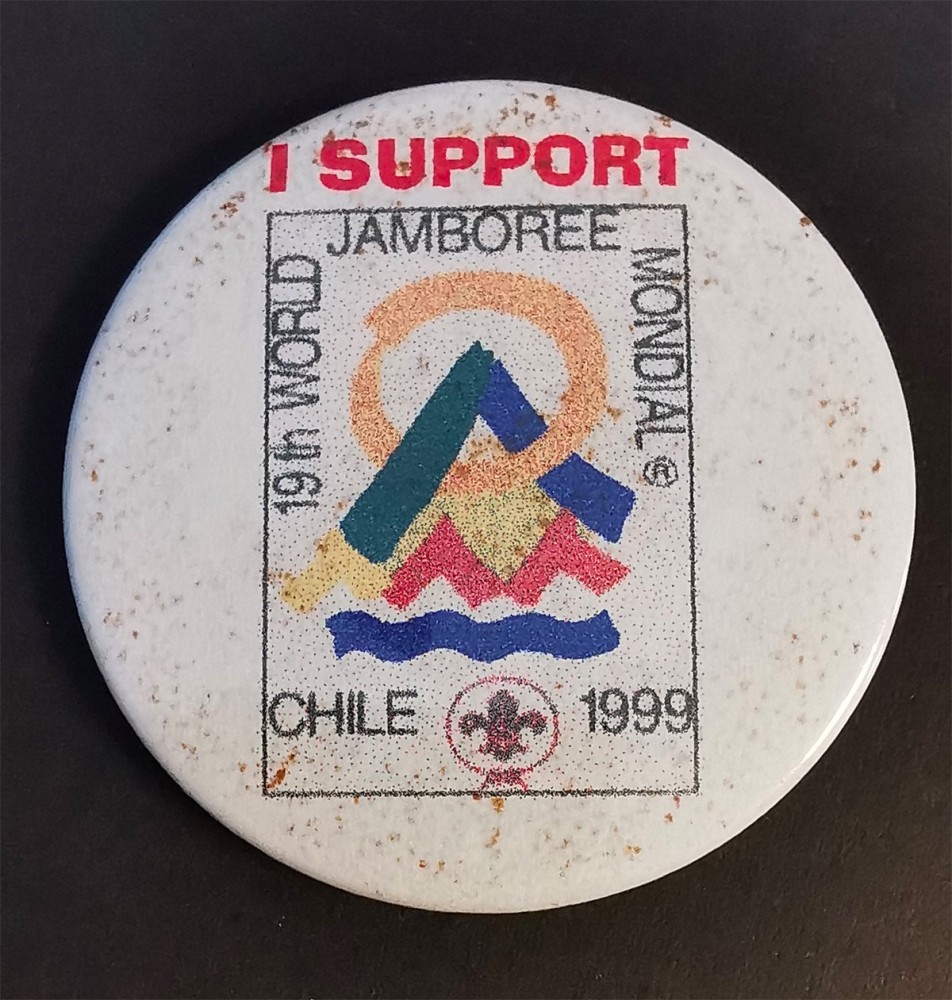 I SUPPORT
19th WORLD
JAMBOREE
MONDIAL ®
CHILE 1999